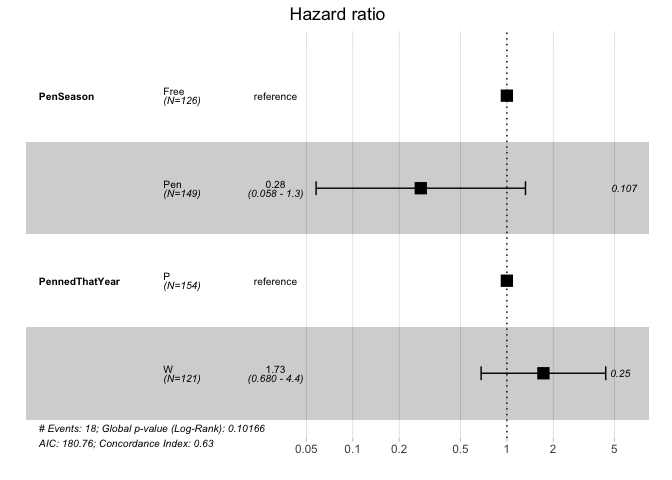 Hazard ratio
PenSeason
Free
(N=126)
reference
Pen
(N=149)
0.28
(0.058 - 1.3)
0.107
PennedThatYear
P
(N=154)
reference
W
(N=121)
1.73
(0.680 - 4.4)
0.25
# Events: 18; Global p-value (Log-Rank): 0.10166
AIC: 180.76; Concordance Index: 0.63
0.05 0.1 0.2 0.5 1 2 5